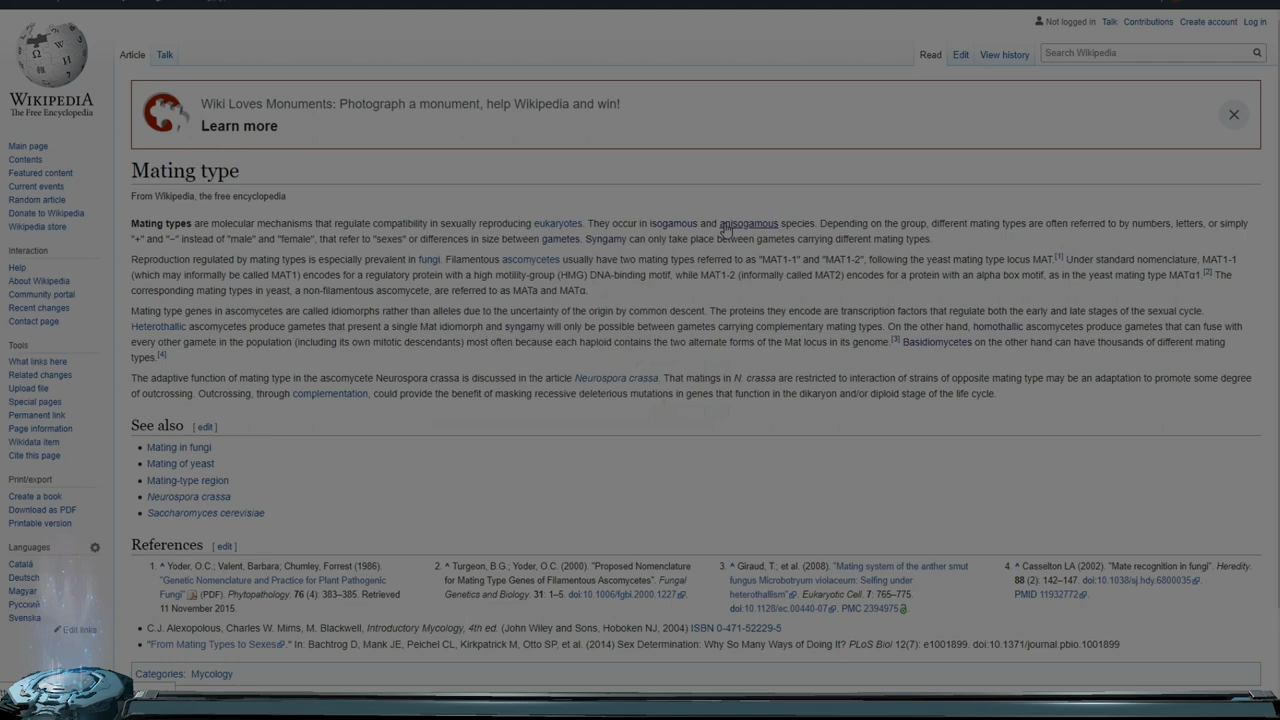 Not logged in Talk Contributions Create account Log in
Article Talk Read Edit View history Search Wikipedia
WIKIPEDIA
The Free Encyclopedia
Wiki Loves Monuments: Photograph a monument, help Wikipedia and win!
Learn more
Main page
Contents
Featured content
Current events
Random article
Donate to Wikipedia
Wikipedia store
Interaction
Help
About Wikipedia
Community portal
Recent changes
Contact page
Tools
What links here
Related changes
Upload file
Special pages
Permanent link
Page information
Wikidata item
Cite this page
Print/export
Create a book
Download as PDF
Printable version
Languages
Català
Deutsch
Magyar
Русский
Svenska
Edit links
Mating type
From Wikipedia, the free encyclopedia
Mating types are molecular mechanisms that regulate compatibility in sexually reproducing eukaryotes. They occur in isogamous and anisogamous species. Depending on the group, different mating types are often referred to by numbers, letters, or simply
"+" and "−" instead of "male" and "female", that refer to "sexes" or differences in size between gametes. Syngamy can only take place between gametes carrying different mating types.
Reproduction regulated by mating types is especially prevalent in fungi. Filamentous ascomycetes usually have two mating types referred to as "MAT1-1" and "MAT1-2", following the yeast mating type locus MAT.[1] Under standard nomenclature, MAT1-1
(which may informally be called MAT1) encodes for a regulatory protein with a high motility-group (HMG) DNA-binding motif, while MAT1-2 (informally called MAT2) encodes for a protein with an alpha box motif, as in the yeast mating type MATα1.[2] The
corresponding mating types in yeast, a non-filamentous ascomycete, are referred to as MATa and MATα.
Mating type genes in ascomycetes are called idiomorphs rather than alleles due to the uncertainty of the origin by common descent. The proteins they encode are transcription factors that regulate both the early and late stages of the sexual cycle.
Heterothallic ascomycetes produce gametes that present a single Mat idiomorph and syngamy will only be possible between gametes carrying complementary mating types. On the other hand, homothallic ascomycetes produce gametes that can fuse with
every other gamete in the population (including its own mitotic descendants) most often because each haploid contains the two alternate forms of the Mat locus in its genome.[3] Basidiomycetes on the other hand can have thousands of different mating
types.[4]
The adaptive function of mating type in the ascomycete Neurospora crassa is discussed in the article Neurospora crassa. That matings in N. crassa are restricted to interaction of strains of opposite mating type may be an adaptation to promote some degree
of outcrossing. Outcrossing, through complementation, could provide the benefit of masking recessive deleterious mutations in genes that function in the dikaryon and/or diploid stage of the life cycle.
See also [ edit ]
• Mating in fungi
• Mating of yeast
• Mating-type region
• Neurospora crassa
• Saccharomyces cerevisiae
References [ edit ]
1. ^ Yoder, O.C.; Valent, Barbara; Chumley, Forrest (1986).
"Genetic Nomenclature and Practice for Plant Pathogenic
Fungi" (PDF). Phytopathology. 76 (4): 383–385. Retrieved
11 November 2015.
2. ^ Turgeon, B.G.; Yoder, O.C. (2000). "Proposed Nomenclature
for Mating Type Genes of Filamentous Ascomycetes". Fungal
Genetics and Biology. 31: 1–5. doi:10.1006/fgbi.2000.1227.
3. ^ Giraud, T.; et al. (2008). "Mating system of the anther smut
fungus Microbotryum violaceum: Selfing under
heterothallism". Eukaryotic Cell. 7: 765–775.
doi:10.1128/ec.00440-07. PMC 2394975.
4. ^ Casselton LA (2002). "Mate recognition in fungi". Heredity.
88 (2): 142–147. doi:10.1038/sj.hdy.6800035.
PMID 11932772.
• C.J. Alexopolous, Charles W. Mims, M. Blackwell, Introductory Mycology, 4th ed. (John Wiley and Sons, Hoboken NJ, 2004) ISBN 0-471-52229-5
• "From Mating Types to Sexes." In: Bachtrog D, Mank JE, Peichel CL, Kirkpatrick M, Otto SP, et al. (2014) Sex Determination: Why So Many Ways of Doing It? PLoS Biol 12(7): e1001899. doi:10.1371/journal.pbio.1001899
Categories: Mycology